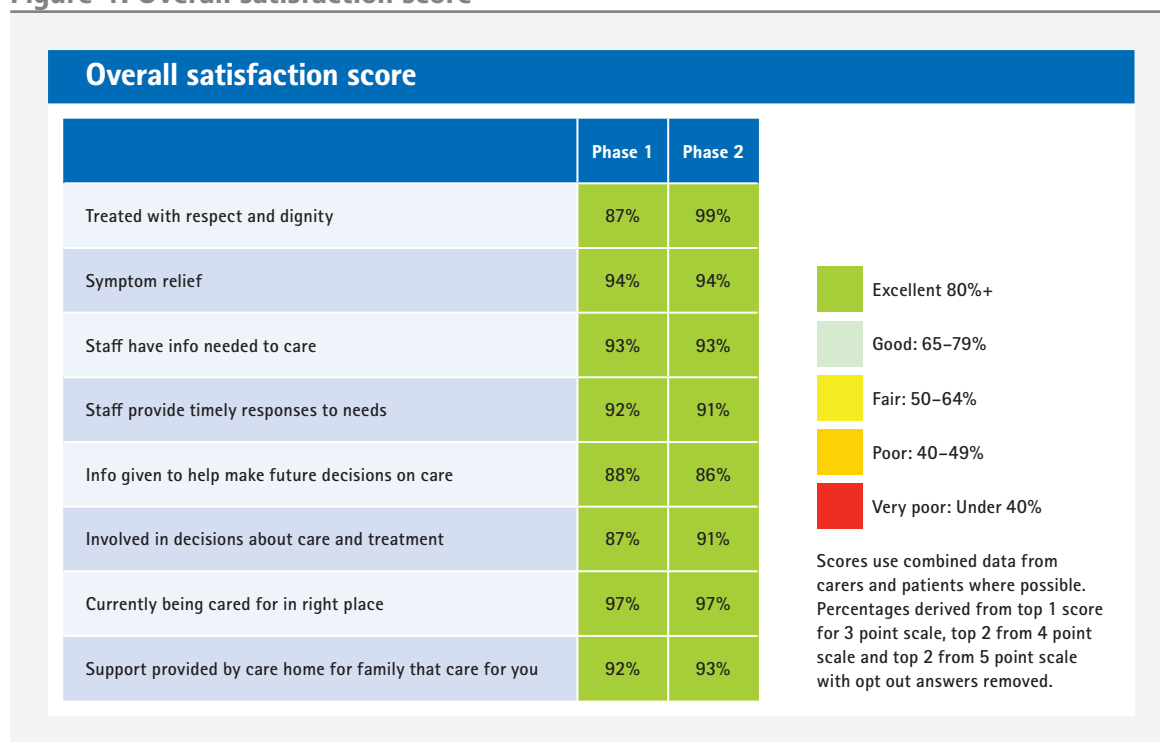 Figure 4: Overall satisfaction score
Overall satisfaction score
Phase 1 Phase 2
Treated with respect and dignity 87% 99%
Symptom relief 94% 94%
Staff have info needed to care 93% 93%
Staff provide timely responses to needs 92% 91%
Info given to help make future decisions on care 88% 86%
Involved in decisions about care and treatment 87% 91%
Currently being cared for in right place 97% 97%
Support provided by care home for family that care for you 92% 93%
Excellent 80%+
Good: 65–79%
Fair: 50–64%
Poor: 40–49%
Very poor: Under 40%
Scores use combined data from
carers and patients where possible.
Percentages derived from top 1 score
for 3 point scale, top 2 from 4 point
scale and top 2 from 5 point scale
with opt out answers removed.